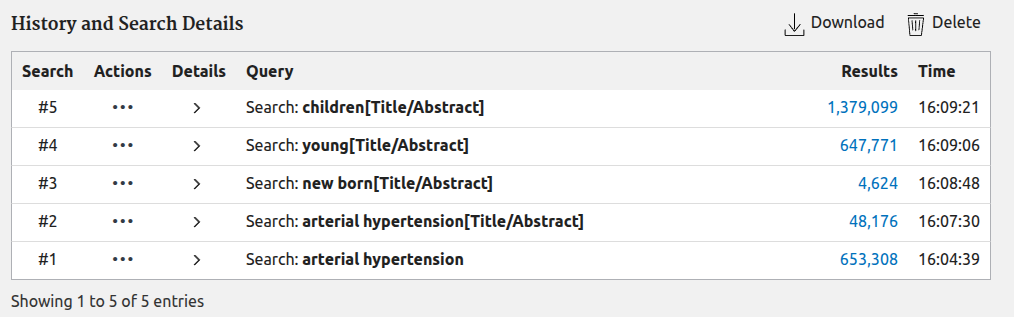 History and Search Details Download Delete
Search Actions Details Query Results Time
#5 ••• > Search: children[Title/Abstract] 1,379,099 16:09:21
#4 ••• > Search: young[Title/Abstract] 647,771 16:09:06
#3 ••• > Search: new born[Title/Abstract] 4,624 16:08:48
#2 ••• > Search: arterial hypertension[Title/Abstract] 48,176 16:07:30
#1 ••• > Search: arterial hypertension 653,308 16:04:39
Showing 1 to 5 of 5 entries